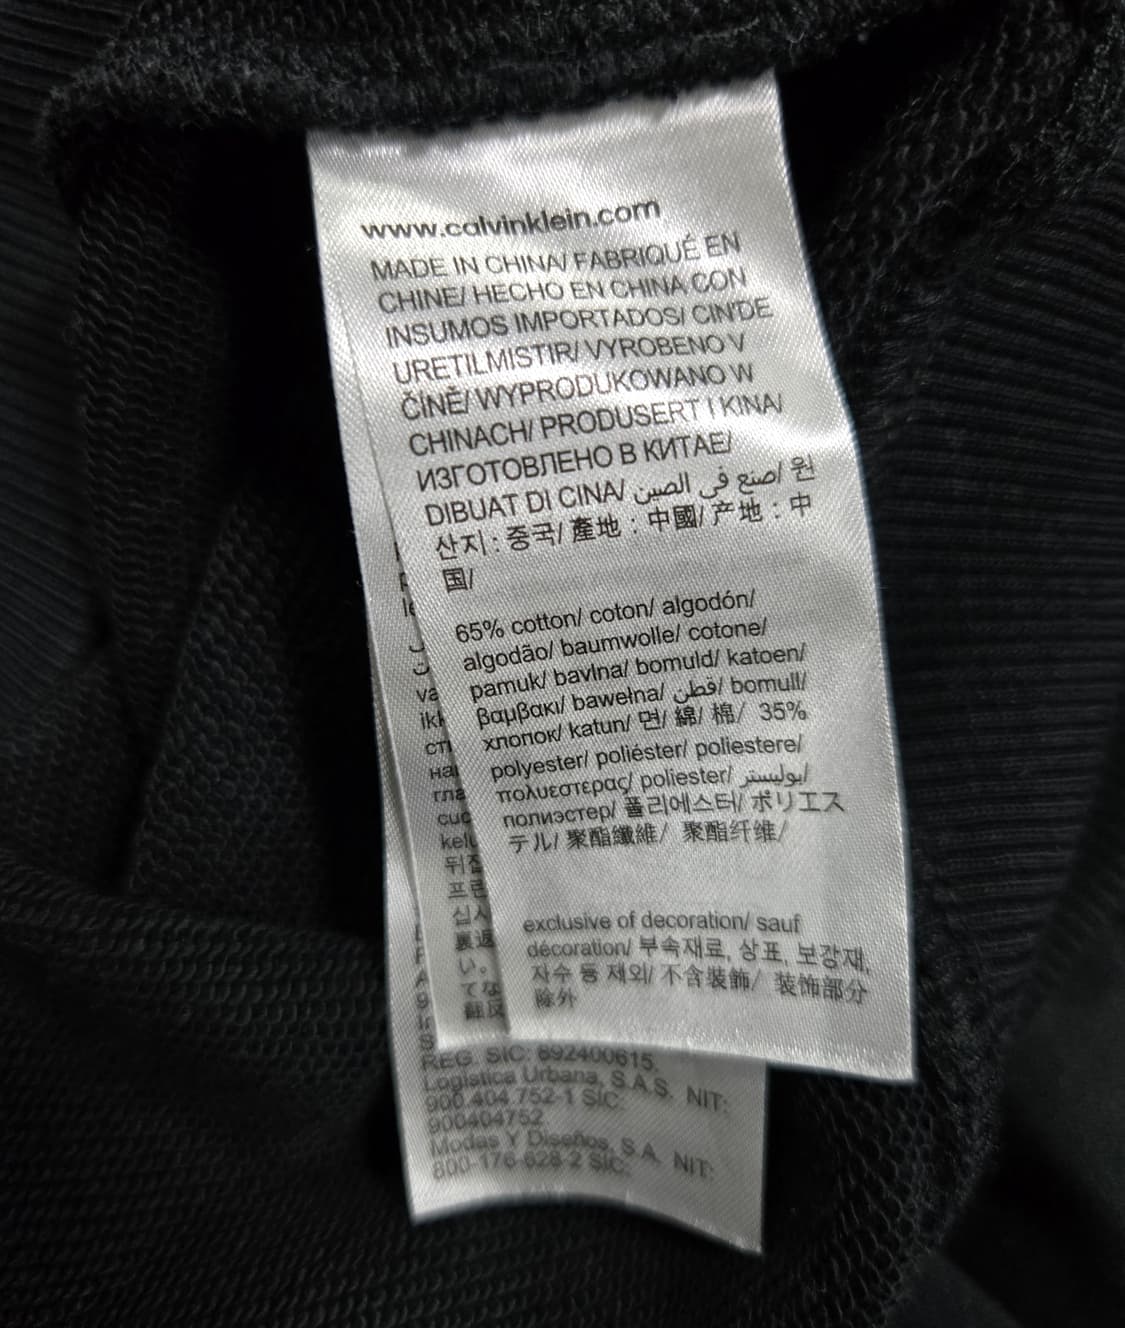 www.calvinklein.com
MADE IN CHINA/ FABRIQUÉ EN
CHINE/ HECHO EN CHINA CON
INSUMOS IMPORTADOS/ CIN'DE
URETILMISTIR/ VYROBENO V
ČÍNĚ/ WYPRODUKOWANO W
CHINACH/ PRODUSERT I KINA/
ИЗГОТОВЛЕНО В КИТАЕ/
DIBUAT DI CINA/ صنع في الصين/ 원
산지 : 중국/ 產地 : 中國/ 产地 : 中
国/
65% cotton/ coton/ algodón/
algodão/ baumwolle/ cotone/
pamuk/ bavlna/ bomuld/ katoen/
βαμβακι/ bawełna/ قطن/ bomull/
хлопок/ katun/ 면/ 綿/ 棉/ 35%
polyester/ poliéster/ poliestere/
πολυεστερας/ poliester/ بوليستر/
полиэстер/ 폴리에스터/ ポリエス
テル/ 聚酯纖維/ 聚酯纤维/
exclusive of decoration/ sauf
décoration/ 부속재료, 상표, 보강재,
자수 등 제외/ 不含裝飾/ 装饰部分
除外
REG. SIC: 892400615.
Logistica Urbana, S.A.S. NIT:
900.404.752-1 SIC:
900404752
Modas Y Diseños, S.A. NIT:
800-176-828-2 SIC: